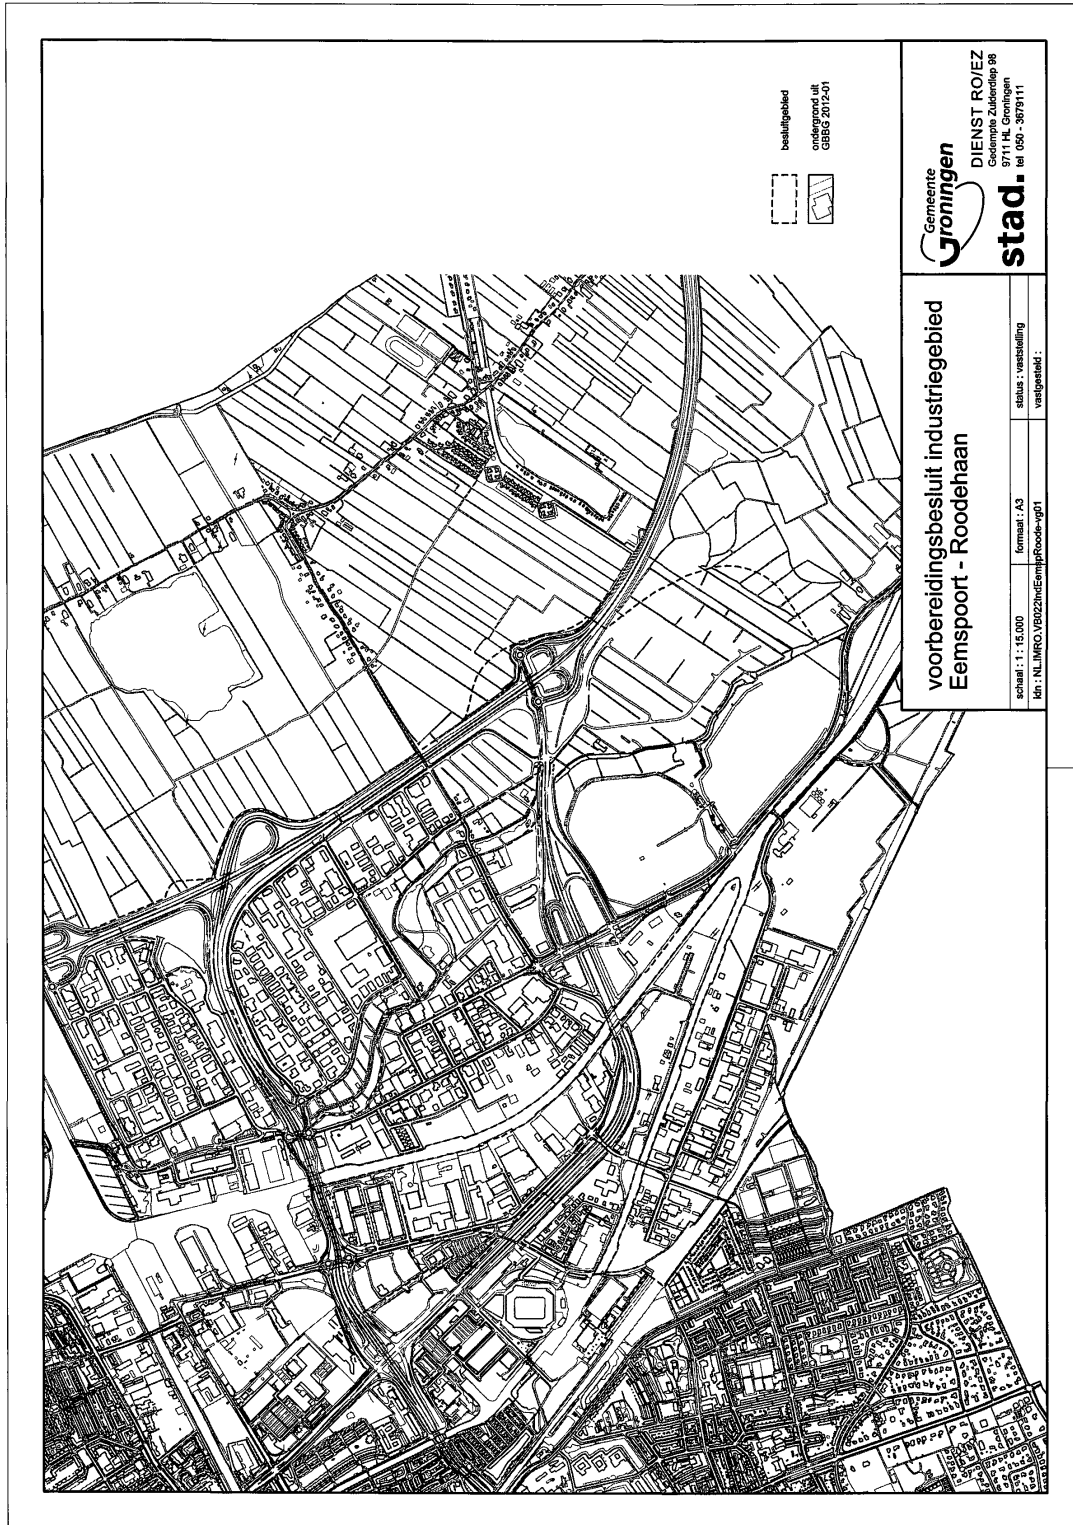 besluitgebied
ondergrond uit
GBBG 2012-01
Gemeente
Groningen
stad.
DIENST RO/EZ
Gedempte Zuiderdiep 98
9711 HL Groningen
tel 050 - 3679111
voorbereidingsbesluit industriegebied
Eemspoort - Roodehaan
schaal : 1 : 15.000
formaat : A3
status : vaststelling
idn : NL.IMRO.VB022IndEemspRoode-vg01
vastgesteld :